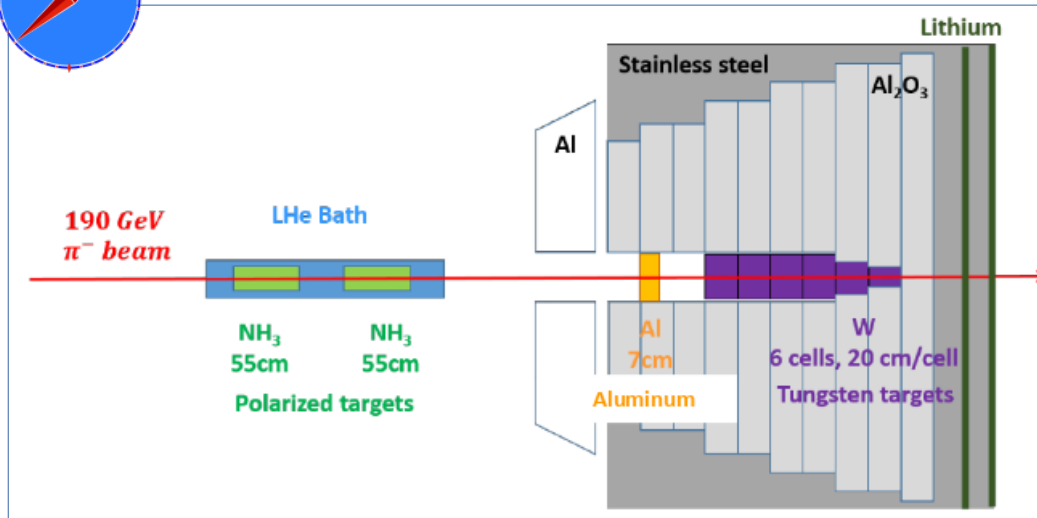 Lithium
Stainless steel
Al₂O₃
Al
190 GeV
π⁻ beam
LHe Bath
NH₃
55cm
NH₃
55cm
Polarized targets
Al
7cm
Aluminum
W
6 cells, 20 cm/cell
Tungsten targets